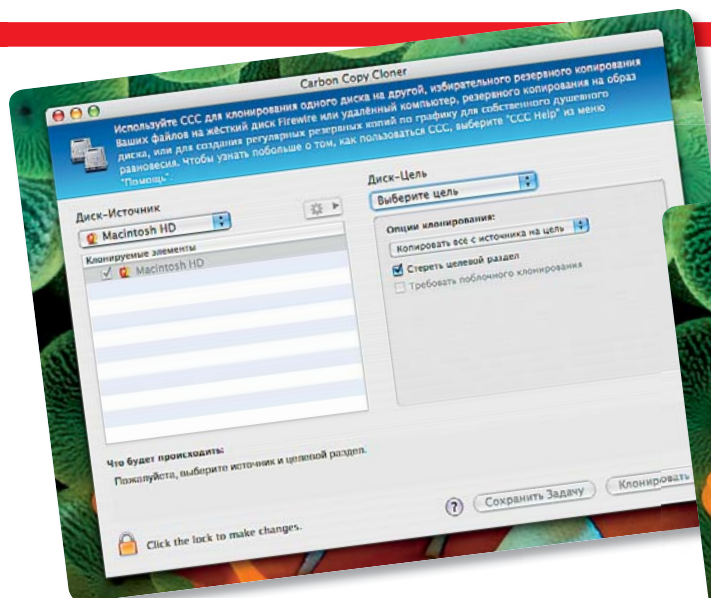 Carbon Copy Cloner
Используйте CCC для клонирования одного диска на другой, избирательного резервного копирования
Ваших файлов на жёсткий диск Firewire или удалённый компьютер, резервного копирования на образ
диска, или для создания регулярных резервных копий по графику для собственного душевного
равновесия. Чтобы узнать побольше о том, как пользоваться CCC, выберите "CCC Help" из меню
"Помощь".
Диск-Источник
Macintosh HD
Клонируемые элементы
Macintosh HD
Диск-Цель
Выберите цель
Опции клонирования:
Копировать всё с источника на цель
Стереть целевой раздел
Требовать поблочного клонирования
Что будет происходить:
Пожалуйста, выберите источник и целевой раздел.
Click the lock to make changes.
?
Сохранить Задачу
Клонировать